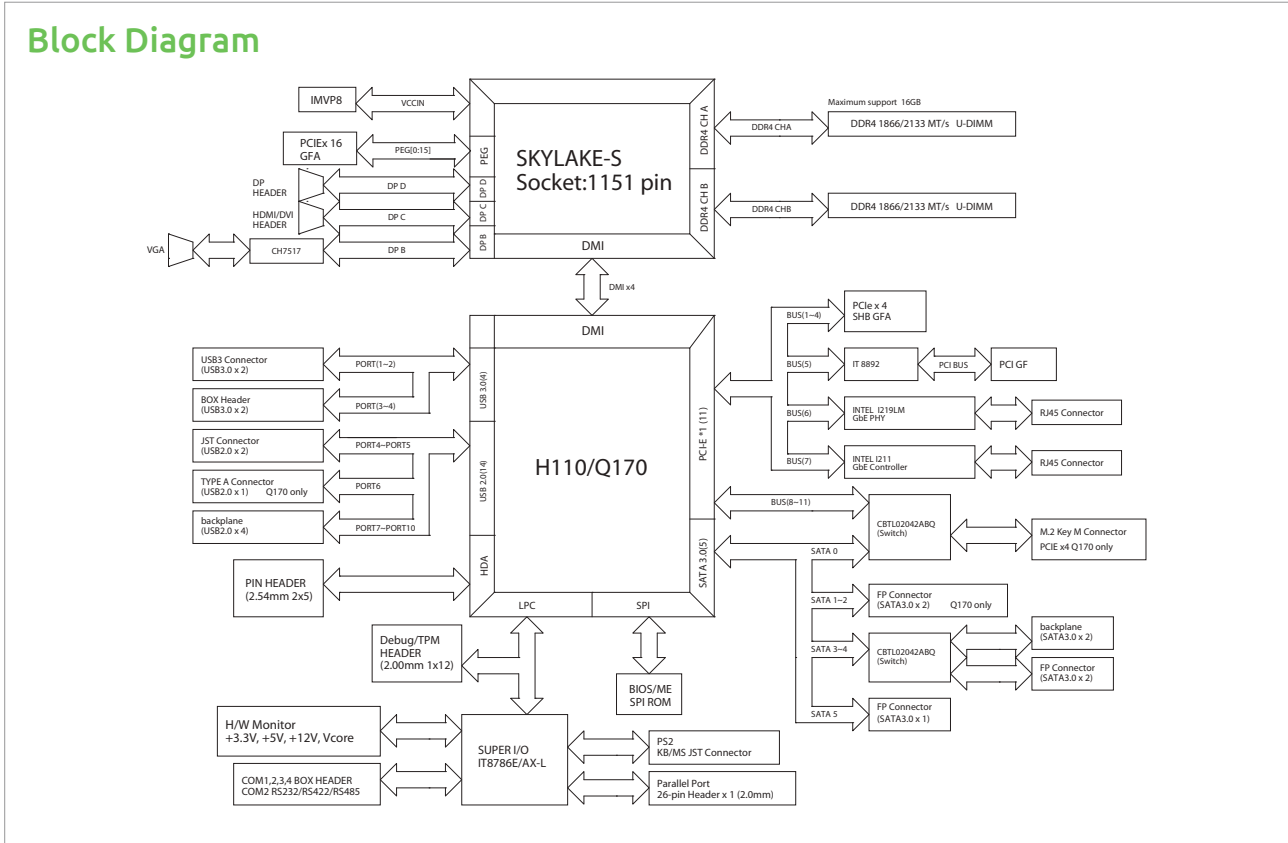 Block Diagram
IMVP8
VCCIN
PCIEx 16
GFA
PEG[0:15]
PEG
DP
HEADER
DP D
DP D
HDMI/DVI
HEADER
DP C
DP C
VGA
CH7517
DP B
DP B
SKYLAKE-S
Socket:1151 pin
DMI
DDR4 CH A
DDR4 CH B
DDR4 CHA
Maximum support 16GB
DDR4 1866/2133 MT/s U-DIMM
DDR4 CHB
DDR4 1866/2133 MT/s U-DIMM
DMI x4
DMI
H110/Q170
USB 3.0(4)
USB 2.0(14)
HDA
LPC
SPI
PCI-E *1 (11)
SATA 3.0(5)
USB3 Connector
(USB3.0 x 2)
PORT(1~2)
BOX Header
(USB3.0 x 2)
PORT(3~4)
JST Connector
(USB2.0 x 2)
PORT4~PORT5
TYPE A Connector
(USB2.0 x 1) Q170 only
PORT6
backplane
(USB2.0 x 4)
PORT7~PORT10
PIN HEADER
(2.54mm 2x5)
BUS(1~4)
PCIe x 4
SHB GFA
BUS(5)
IT 8892
PCI BUS
PCI GF
BUS(6)
INTEL I219LM
GbE PHY
RJ45 Connector
BUS(7)
INTEL I211
GbE Controller
RJ45 Connector
BUS(8~11)
CBTL02042ABQ
(Switch)
M.2 Key M Connector
PCIE x4 Q170 only
SATA 0
SATA 1~2
FP Connector
(SATA3.0 x 2) Q170 only
SATA 3~4
CBTL02042ABQ
(Switch)
backplane
(SATA3.0 x 2)
FP Connector
(SATA3.0 x 2)
SATA 5
FP Connector
(SATA3.0 x 1)
Debug/TPM
HEADER
(2.00mm 1x12)
BIOS/ME
SPI ROM
H/W Monitor
+3.3V, +5V, +12V, Vcore
SUPER I/O
IT8786E/AX-L
PS2
KB/MS JST Connector
COM1,2,3,4 BOX HEADER
COM2 RS232/RS422/RS485
Parallel Port
26-pin Header x 1 (2.0mm)